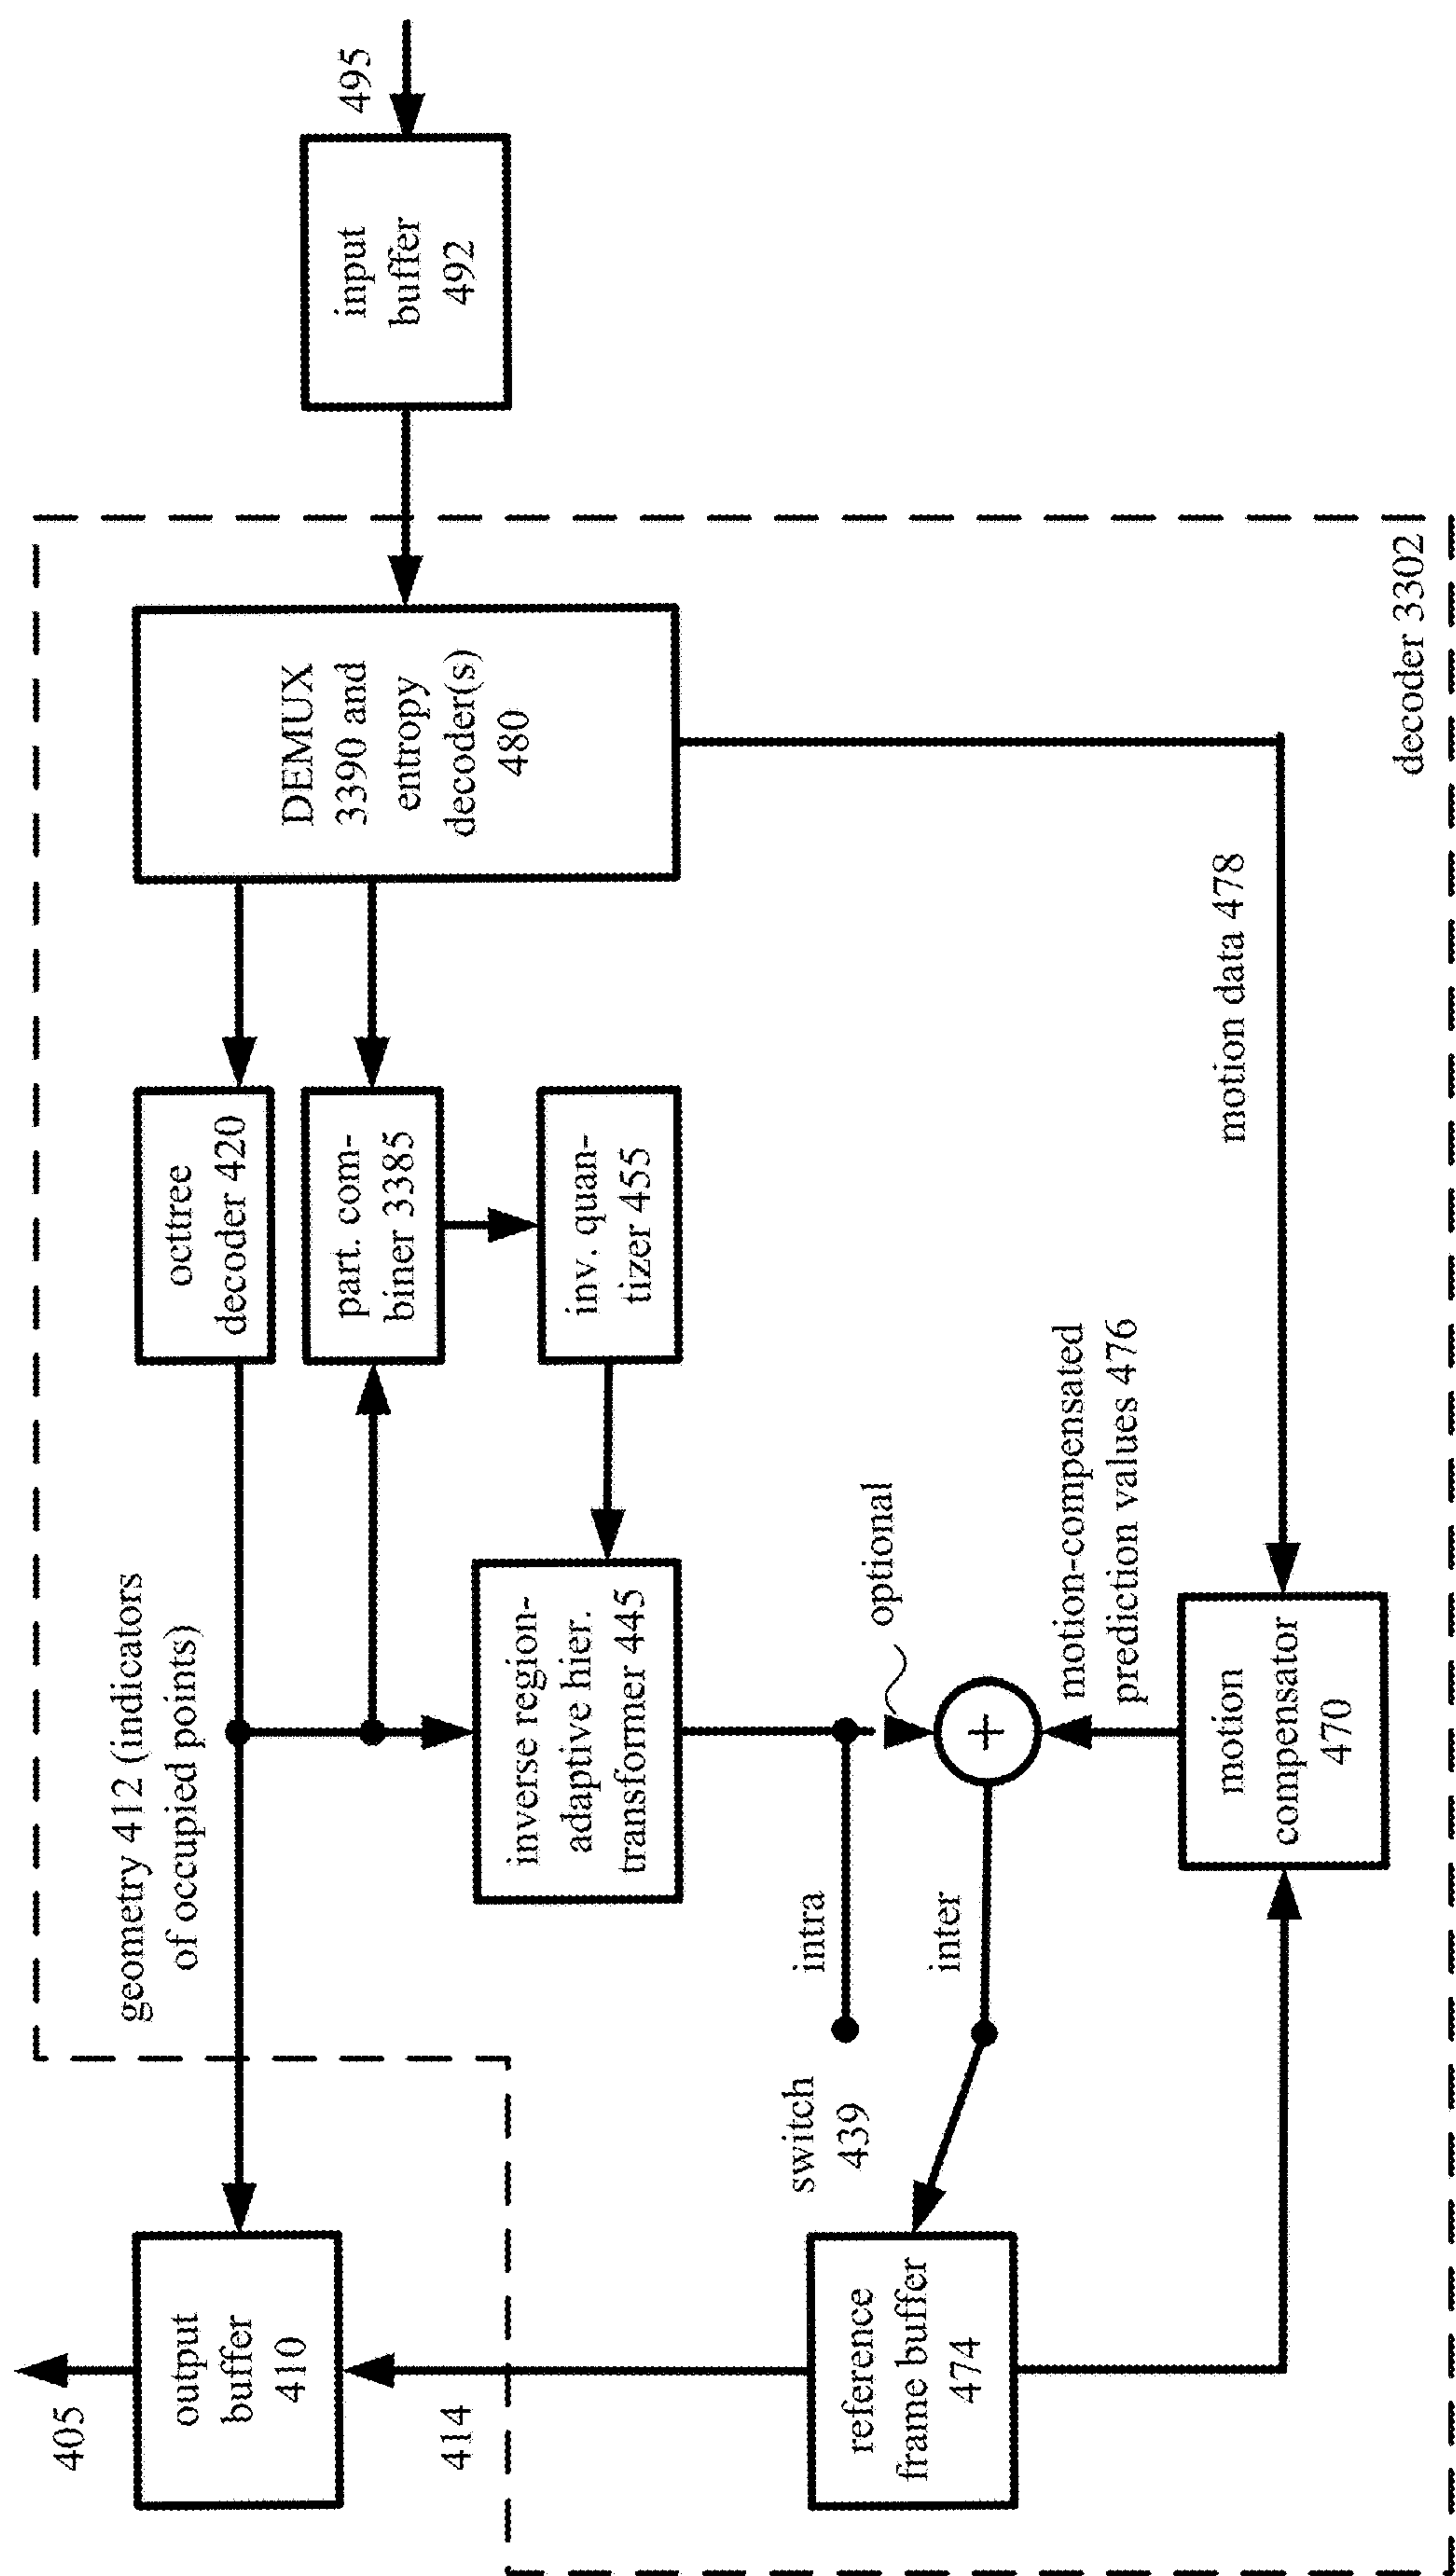 405
output
buffer
410
414
geometry 412 (indicators
of occupied points)
octtree
decoder 420
part. com-
biner 3385
inv. quan-
tizer 455
DEMUX
3390 and
entropy
decoder(s)
480
495
input
buffer
492
inverse region-
adaptive hier.
transformer 445
switch
439
intra
inter
optional
reference
frame buffer
474
motion-compensated
prediction values 476
motion
compensator
470
motion data 478
decoder 3302